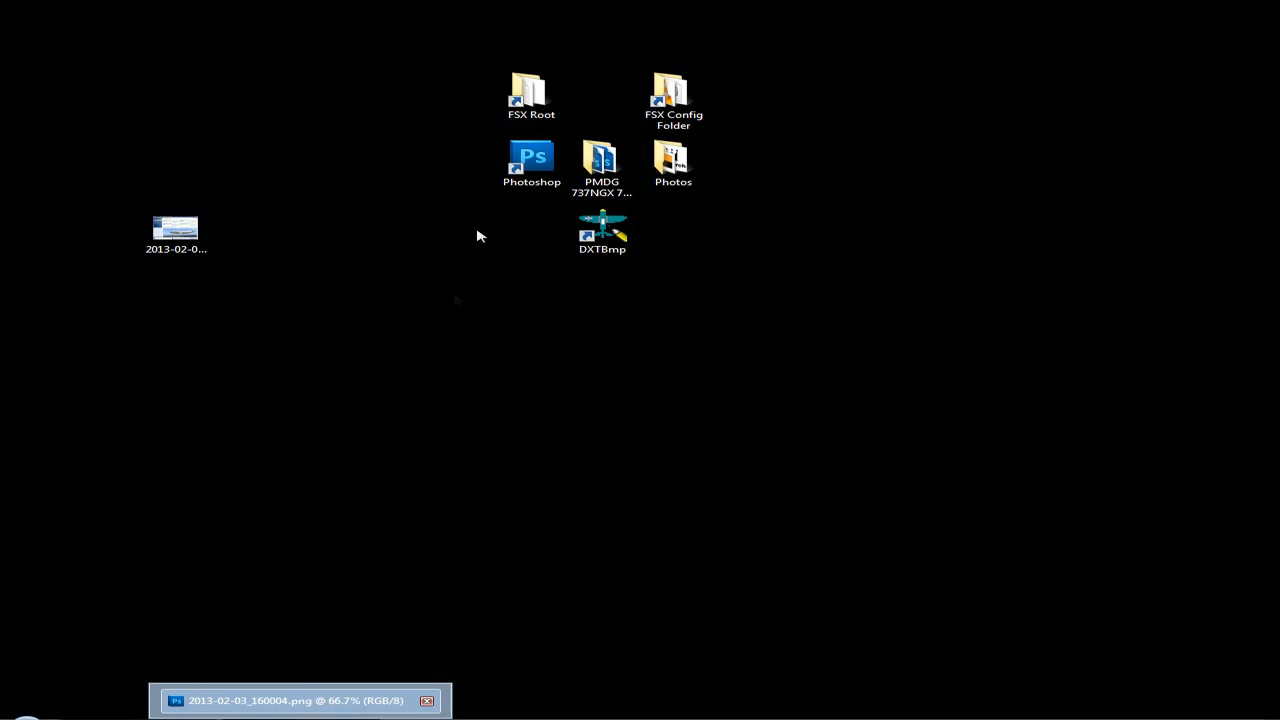 FSX Root
FSX Config
Folder
Ps
Photoshop
PMDG
737NGX 7...
Photos
2013-02-0...
DXTBmp
Ps 2013-02-03_160004.png @ 66.7% (RGB/8)